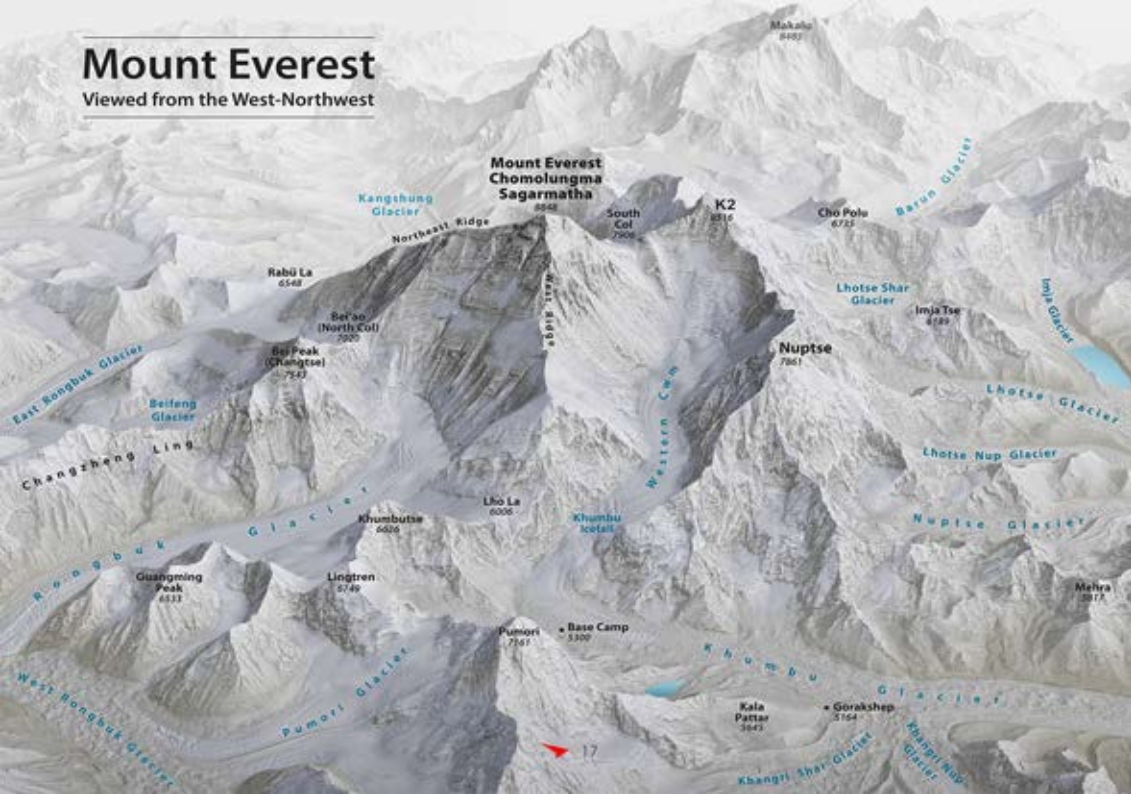 Mount Everest
Viewed from the West-Northwest
Makalu
8485
Barun Glacier
Mount Everest
Chomolungma
Sagarmatha
8848
Kangshung
Glacier
Northeast Ridge
South
Col
7906
K2
8516
Cho Polu
6735
Rabü La
6548
Bei'ao
(North Col)
7020
Bei Peak
(Changtse)
7543
West Ridge
Lhotse Shar
Glacier
Imja Tse
6189
Imja Glacier
Nuptse
7861
East Rongbuk Glacier
Beifeng
Glacier
Western Cwm
Lhotse Glacier
Changzheng Ling
Lhotse Nup Glacier
Rongbuk Glacier
Khumbutse
6626
Lho La
6006
Khumbu
Icefall
Nuptse Glacier
Guangming
Peak
6533
Lingtren
6749
Mehra
5817
Pumori
7161
Base Camp
5300
Khumbu Glacier
West Rongbuk Glacier
Pumori Glacier
Kala
Pattar
5645
Gorakshep
5164
Khangri Shar Glacier
Khangri Nup
Glacier
17